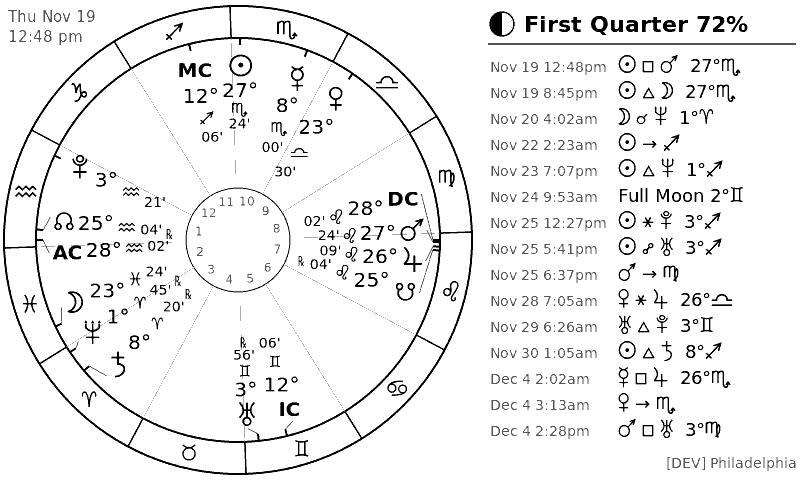 Thu Nov 19
12:48 pm
♐ ♏ ♎ ♍ ♌ ♋ ♊ ♉ ♈ ♓ ♒ ♑
MC 12° ♐ 06'
☉ 27° ♏ 24'
☿ 8° ♏ 00'
♀ 23° ♎ 30'
♇ 3° ♒ 21'
☊ 25° ♒ 04' ℞
AC 28° ♒ 02'
☽ 23° ♓ 24'
♆ 1° ♈ 45' ℞
♄ 8° ♈ 20' ℞
DC 28° ♌ 02'
♂ 27° ♌ 24'
♃ 26° ♌ 09'
☋ 25° ♌ 04' ℞
♅ 3° ♊ 56' ℞
IC 12° ♊ 06'
1 2 3 4 5 6 7 8 9 10 11 12
First Quarter 72%
Nov 19 12:48pm ☉ □ ♂ 27°♏
Nov 19 8:45pm ☉ △ ☽ 27°♏
Nov 20 4:02am ☽ ☌ ♆ 1°♈
Nov 22 2:23am ☉ → ♐
Nov 23 7:07pm ☉ △ ♆ 1°♐
Nov 24 9:53am Full Moon 2°♊
Nov 25 12:27pm ☉ ⚹ ♇ 3°♐
Nov 25 5:41pm ☉ ☍ ♅ 3°♐
Nov 25 6:37pm ♂ → ♍
Nov 28 7:05am ♀ ⚹ ♃ 26°♎
Nov 29 6:26am ♅ △ ♇ 3°♊
Nov 30 1:05am ☉ △ ♄ 8°♐
Dec 4 2:02am ☿ □ ♃ 26°♏
Dec 4 3:13am ♀ → ♏
Dec 4 2:28pm ♂ □ ♅ 3°♍
[DEV] Philadelphia